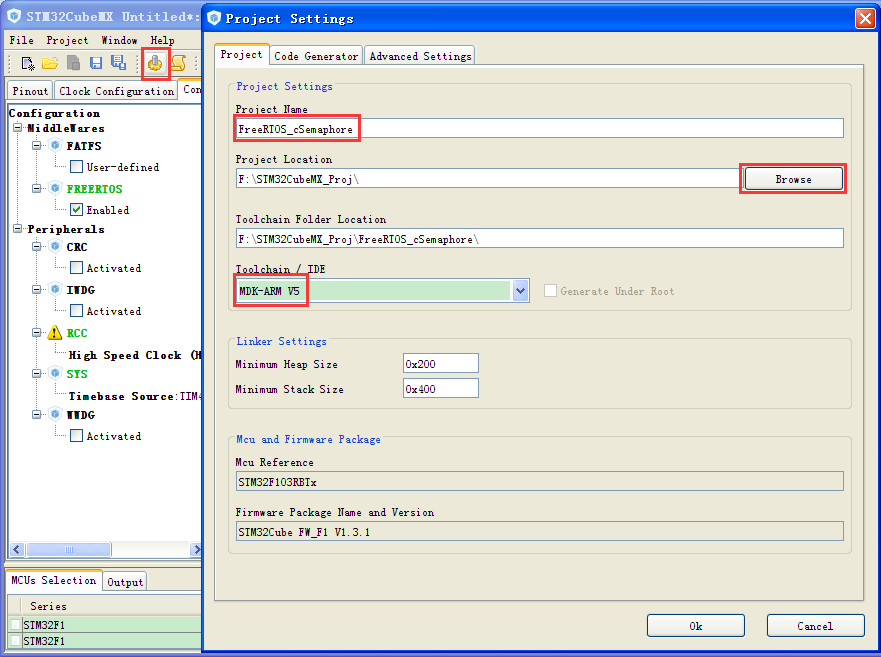 STM32CubeMX Untitled*:
File Project Window Help
Pinout
Clock Configuration
Con
Configuration
MiddleWares
FATFS
User-defined
FREERTOS
Enabled
Peripherals
CRC
Activated
IWDG
Activated
RCC
High Speed Clock (H
SYS
Timebase Source:TIM4
WWDG
Activated
MCUs Selection
Output
Series
STM32F1
STM32F1
Project Settings
Project
Code Generator
Advanced Settings
Project Settings
Project Name
FreeRTOS_cSemaphore
Project Location
F:\STM32CubeMX_Proj\
Browse
Toolchain Folder Location
F:\STM32CubeMX_Proj\FreeRTOS_cSemaphore\
Toolchain / IDE
MDK-ARM V5
Generate Under Root
Linker Settings
Minimum Heap Size
0x200
Minimum Stack Size
0x400
Mcu and Firmware Package
Mcu Reference
STM32F103RBTx
Firmware Package Name and Version
STM32Cube FW_F1 V1.3.1
Ok
Cancel